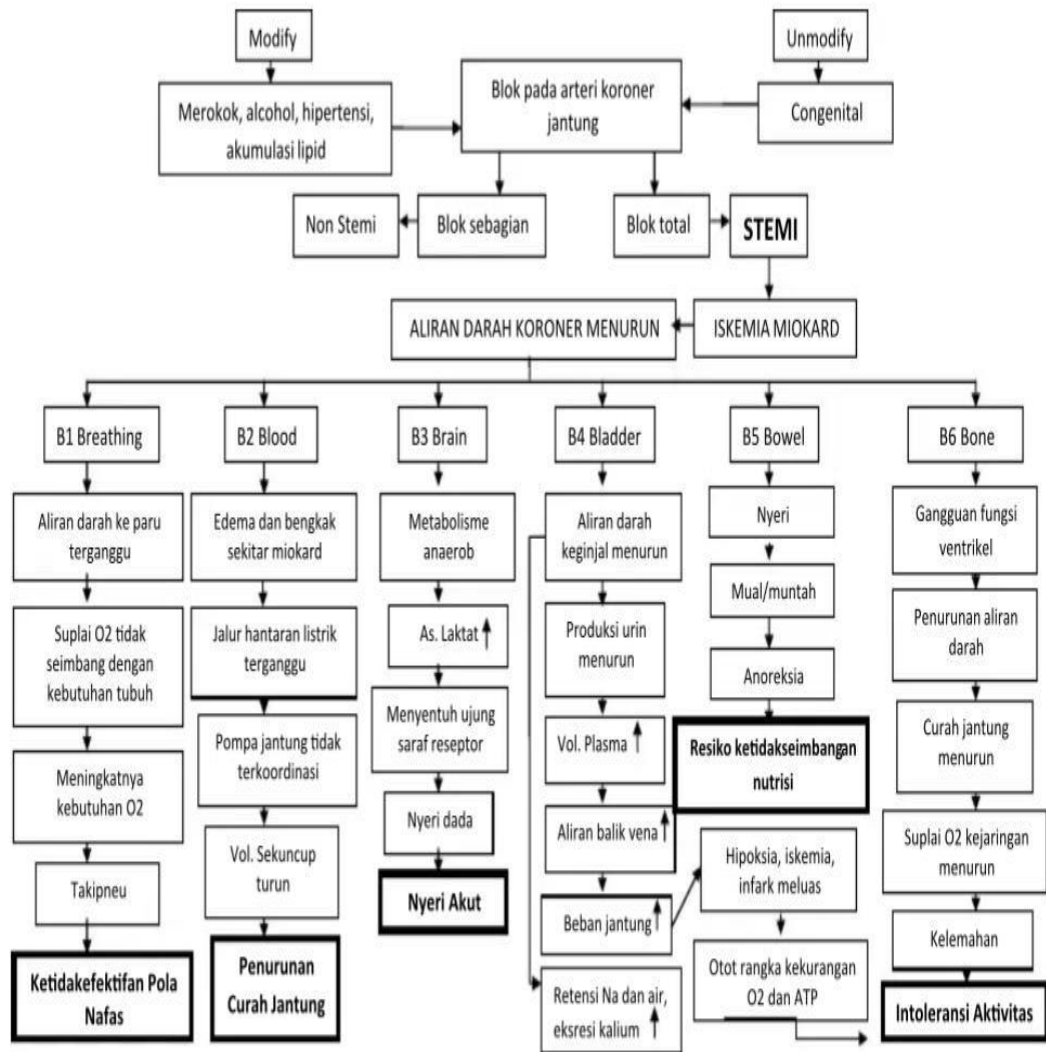 Modify
Unmodify
Merokok, alcohol, hipertensi,
akumulasi lipid
Blok pada arteri koroner
jantung
Congenital
Non Stemi
Blok sebagian
Blok total
STEMI
ALIRAN DARAH KORONER MENURUN
ISKEMIA MIOKARD
B1 Breathing
B2 Blood
B3 Brain
B4 Bladder
B5 Bowel
B6 Bone
Aliran darah ke paru
terganggu
Suplai O2 tidak
seimbang dengan
kebutuhan tubuh
Meningkatnya
kebutuhan O2
Takipneu
Ketidakefektifan Pola
Nafas
Edema dan bengkak
sekitar miokard
Jalur hantaran listrik
terganggu
Pompa jantung tidak
terkoordinasi
Vol. Sekuncup
turun
Penurunan
Curah Jantung
Metabolisme
anaerob
As. Laktat
Menyentuh ujung
saraf reseptor
Nyeri dada
Nyeri Akut
Aliran darah
keginjal menurun
Produksi urin
menurun
Vol. Plasma
Aliran balik vena
Beban jantung
Retensi Na dan air,
eksresi kalium
Nyeri
Mual/muntah
Anoreksia
Resiko ketidakseimbangan
nutrisi
Hipoksia, iskemia,
infark meluas
Otot rangka kekurangan
O2 dan ATP
Gangguan fungsi
ventrikel
Penurunan aliran
darah
Curah jantung
menurun
Suplai O2 kejaringan
menurun
Kelemahan
Intoleransi Aktivitas